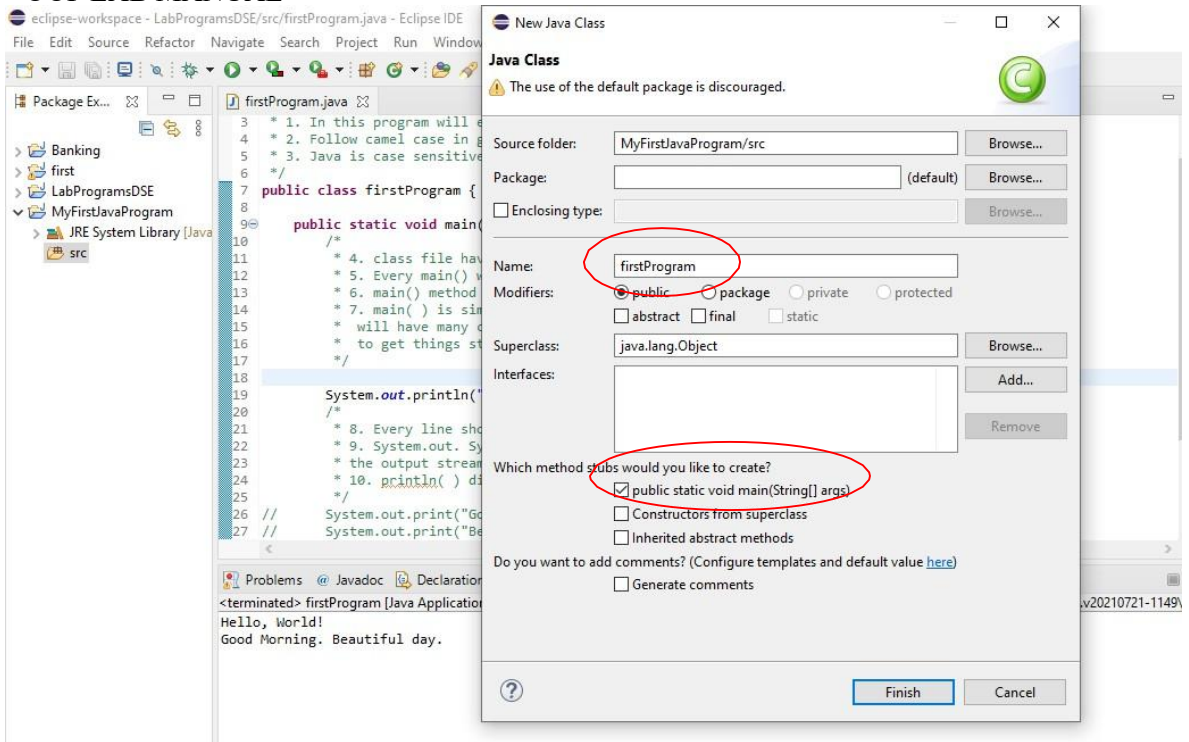 OOP LAB MANUAL
eclipse-workspace - LabProgramsDSE/src/firstProgram.java - Eclipse IDE
File Edit Source Refactor Navigate Search Project Run Window
Package Ex...
Banking
first
LabProgramsDSE
MyFirstJavaProgram
JRE System Library [Java
src
firstProgram.java
3 * 1. In this program will
4 * 2. Follow camel case in
5 * 3. Java is case sensitive
6 */
7 public class firstProgram {
8
9 public static void main(
10 /*
11 * 4. class file hav
12 * 5. Every main() w
13 * 6. main() method
14 * 7. main( ) is sim
15 * will have many
16 * to get things st
17 */
18
19 System.out.println("
20 /*
21 * 8. Every line sho
22 * 9. System.out. Sy
23 * the output stream
24 * 10. println( ) di
25 */
26 // System.out.print("Go
27 // System.out.print("Be
Problems @ Javadoc Declaration
<terminated> firstProgram [Java Application
.v20210721-1149\
Hello, World!
Good Morning. Beautiful day.
New Java Class
Java Class
The use of the default package is discouraged.
Source folder: MyFirstJavaProgram/src Browse...
Package: (default) Browse...
Enclosing type: Browse...
Name: firstProgram
Modifiers: public package private protected
abstract final static
Superclass: java.lang.Object Browse...
Interfaces: Add...
Remove
Which method stubs would you like to create?
public static void main(String[] args)
Constructors from superclass
Inherited abstract methods
Do you want to add comments? (Configure templates and default value here)
Generate comments
? Finish Cancel